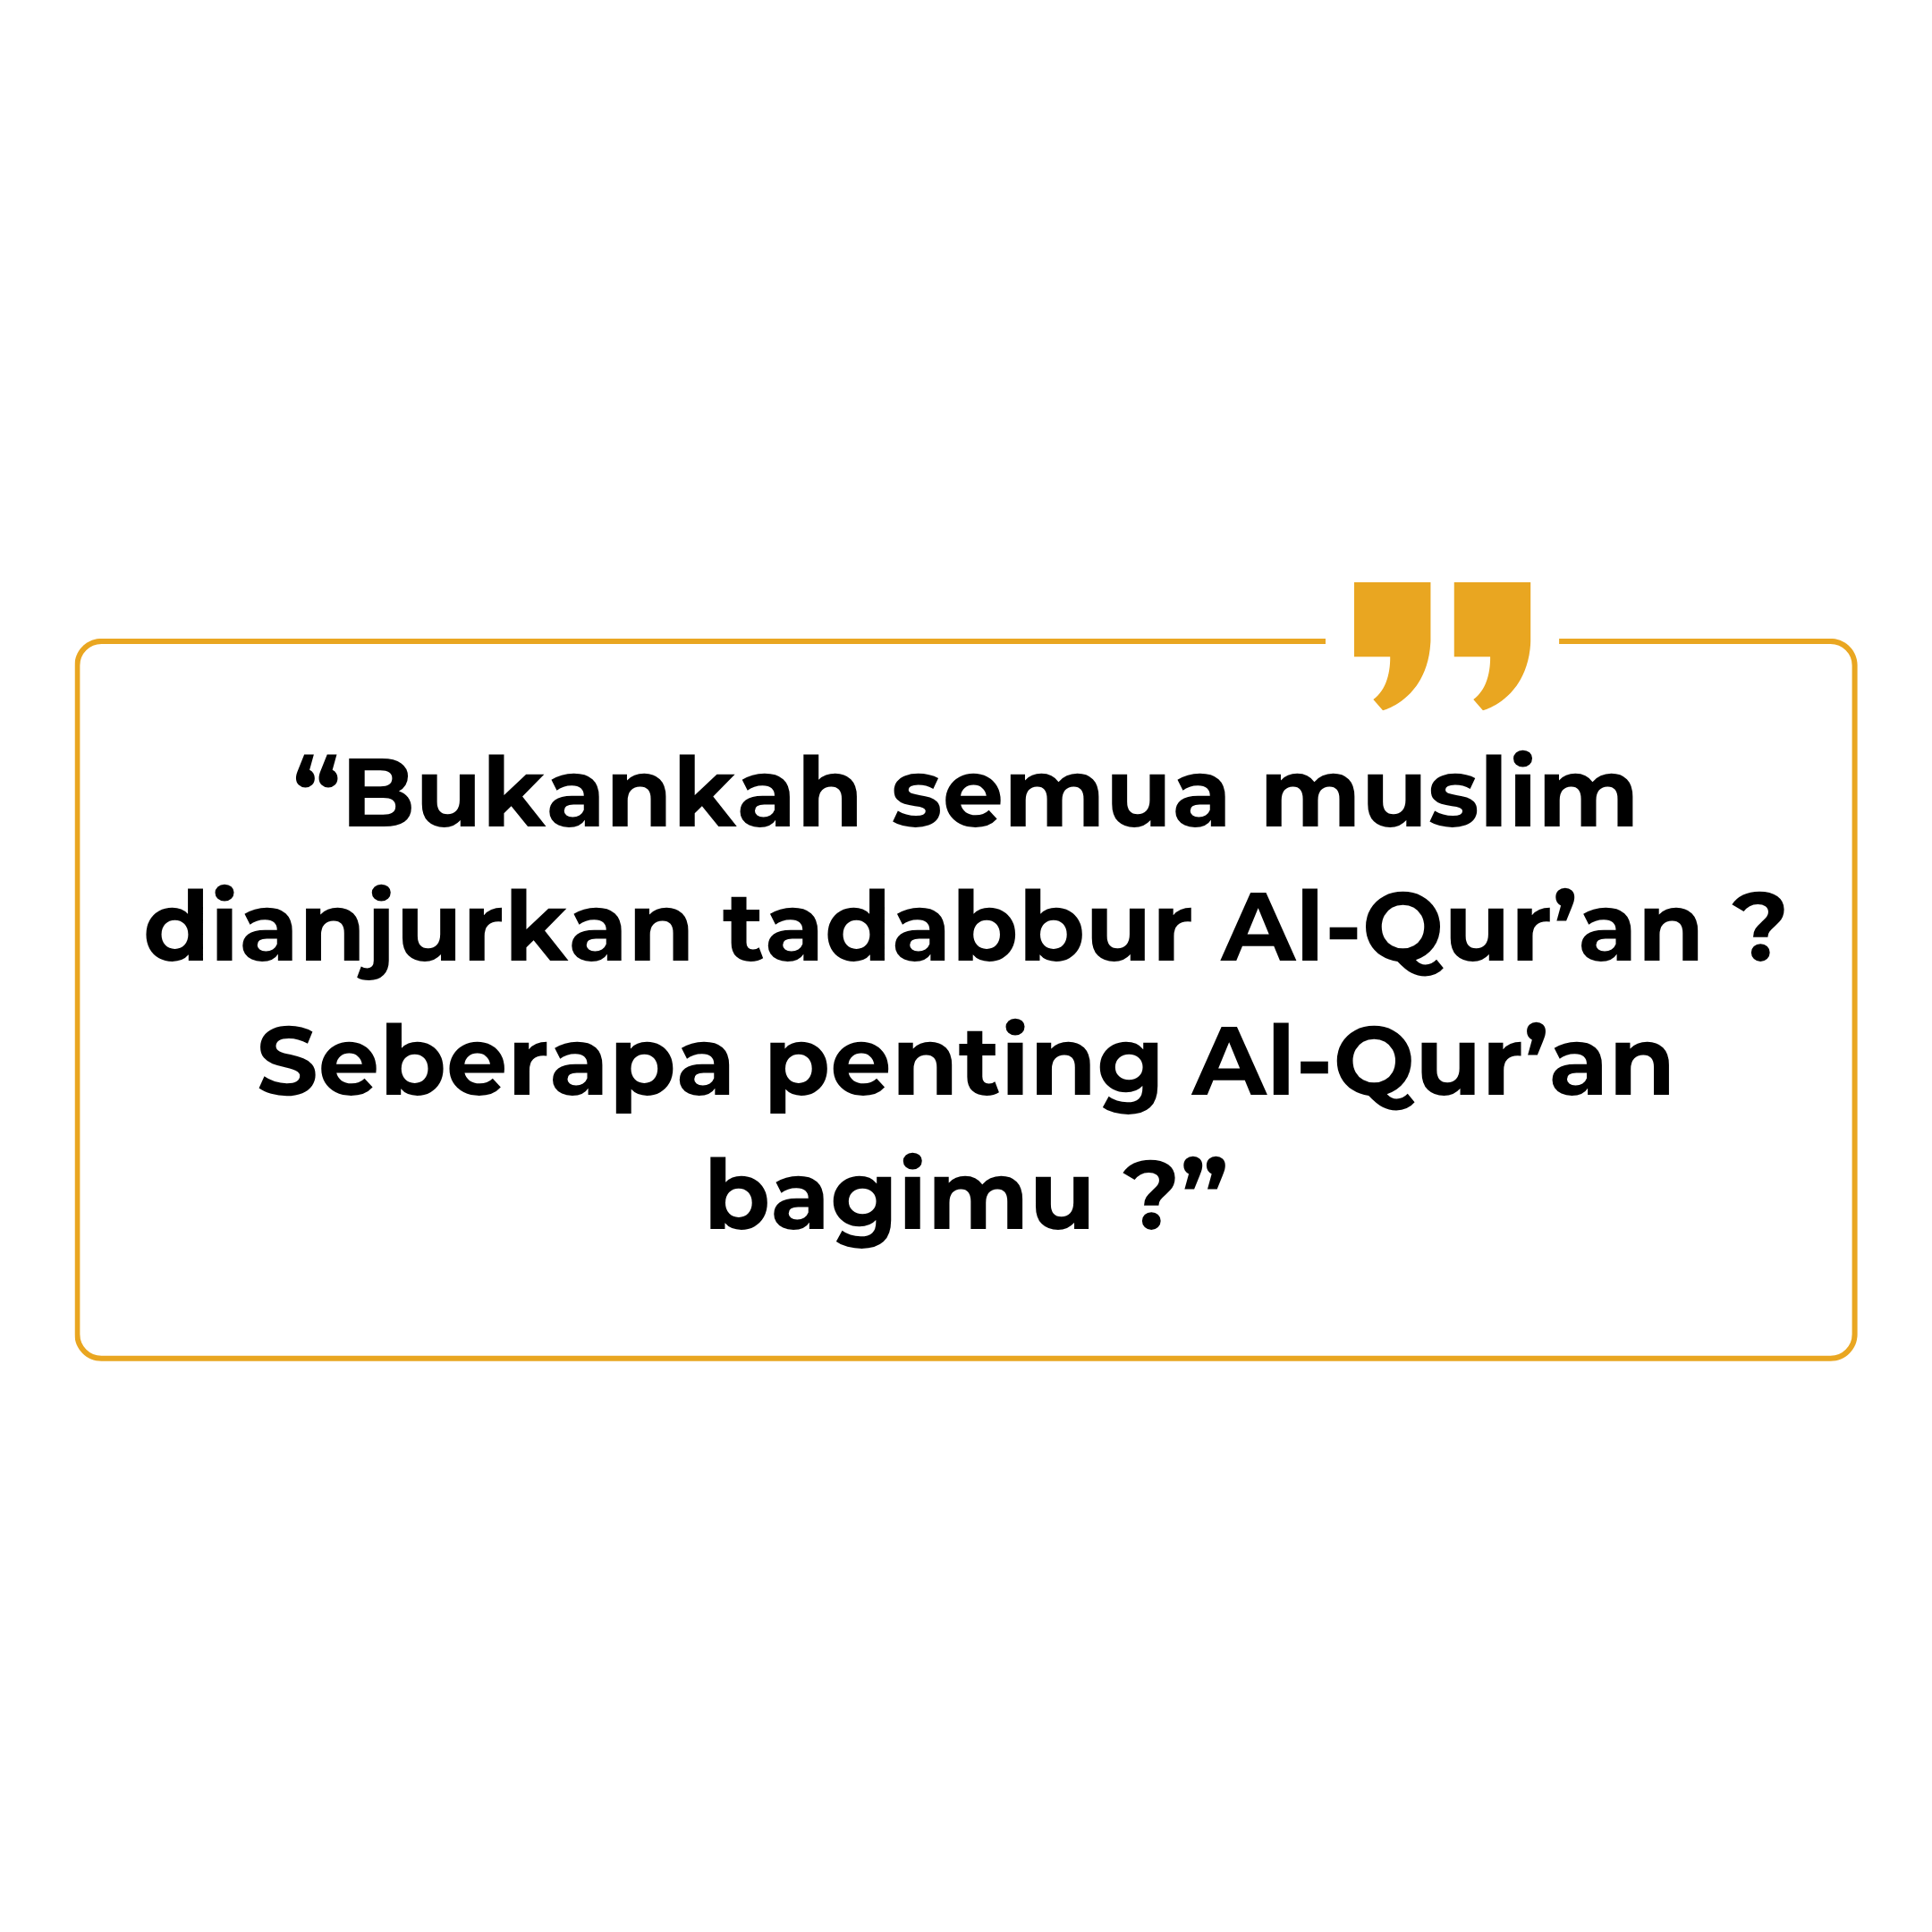 “Bukankah semua muslim
dianjurkan tadabbur Al-Qur’an ?
Seberapa penting Al-Qur’an
bagimu ?”